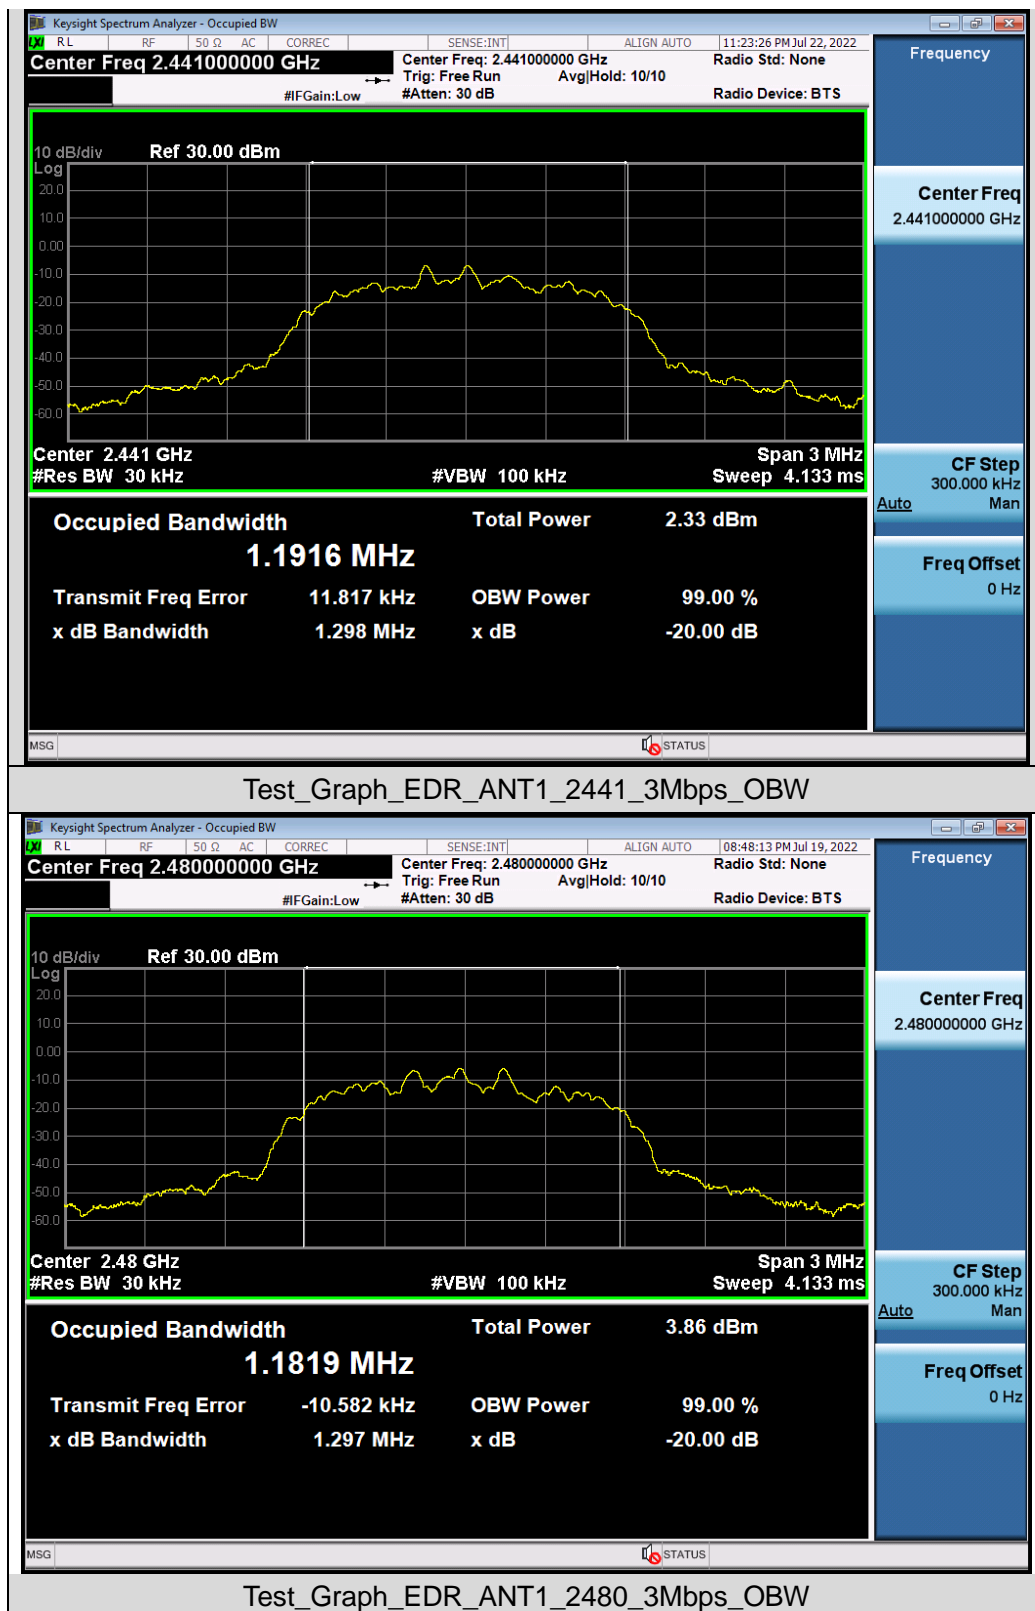 Keysight Spectrum Analyzer - Occupied BW
LXI RL RF 50 Ω AC CORREC SENSE:INT ALIGN AUTO 11:23:26 PM Jul 22, 2022
Center Freq 2.441000000 GHz Center Freq: 2.441000000 GHz Radio Std: None
Trig: Free Run Avg|Hold: 10/10
#IFGain:Low #Atten: 30 dB Radio Device: BTS
Frequency
10 dB/div Ref 30.00 dBm
Log
20.0
10.0
0.00
-10.0
-20.0
-30.0
-40.0
-50.0
-60.0
Center 2.441 GHz Span 3 MHz
#Res BW 30 kHz #VBW 100 kHz Sweep 4.133 ms
Center Freq
2.441000000 GHz
CF Step
300.000 kHz
Auto Man
Freq Offset
0 Hz
Occupied Bandwidth Total Power 2.33 dBm
1.1916 MHz
Transmit Freq Error 11.817 kHz OBW Power 99.00 %
x dB Bandwidth 1.298 MHz x dB -20.00 dB
MSG STATUS
Test_Graph_EDR_ANT1_2441_3Mbps_OBW
Keysight Spectrum Analyzer - Occupied BW
LXI RL RF 50 Ω AC CORREC SENSE:INT ALIGN AUTO 08:48:13 PM Jul 19, 2022
Center Freq 2.480000000 GHz Center Freq: 2.480000000 GHz Radio Std: None
Trig: Free Run Avg|Hold: 10/10
#IFGain:Low #Atten: 30 dB Radio Device: BTS
Frequency
10 dB/div Ref 30.00 dBm
Log
20.0
10.0
0.00
-10.0
-20.0
-30.0
-40.0
-50.0
-60.0
Center 2.48 GHz Span 3 MHz
#Res BW 30 kHz #VBW 100 kHz Sweep 4.133 ms
Center Freq
2.480000000 GHz
CF Step
300.000 kHz
Auto Man
Freq Offset
0 Hz
Occupied Bandwidth Total Power 3.86 dBm
1.1819 MHz
Transmit Freq Error -10.582 kHz OBW Power 99.00 %
x dB Bandwidth 1.297 MHz x dB -20.00 dB
MSG STATUS
Test_Graph_EDR_ANT1_2480_3Mbps_OBW